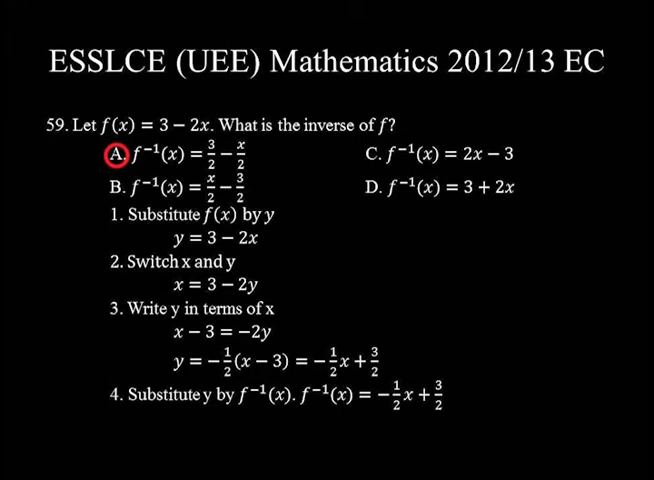 ESSLCE (UEE) Mathematics 2012/13 EC
59. Let f(x) = 3 − 2x. What is the inverse of f?
A. f⁻¹(x) = 3/2 − x/2 C. f⁻¹(x) = 2x − 3
B. f⁻¹(x) = x/2 − 3/2 D. f⁻¹(x) = 3 + 2x
1. Substitute f(x) by y
y = 3 − 2x
2. Switch x and y
x = 3 − 2y
3. Write y in terms of x
x − 3 = −2y
y = −1/2(x − 3) = −1/2x + 3/2
4. Substitute y by f⁻¹(x). f⁻¹(x) = −1/2x + 3/2